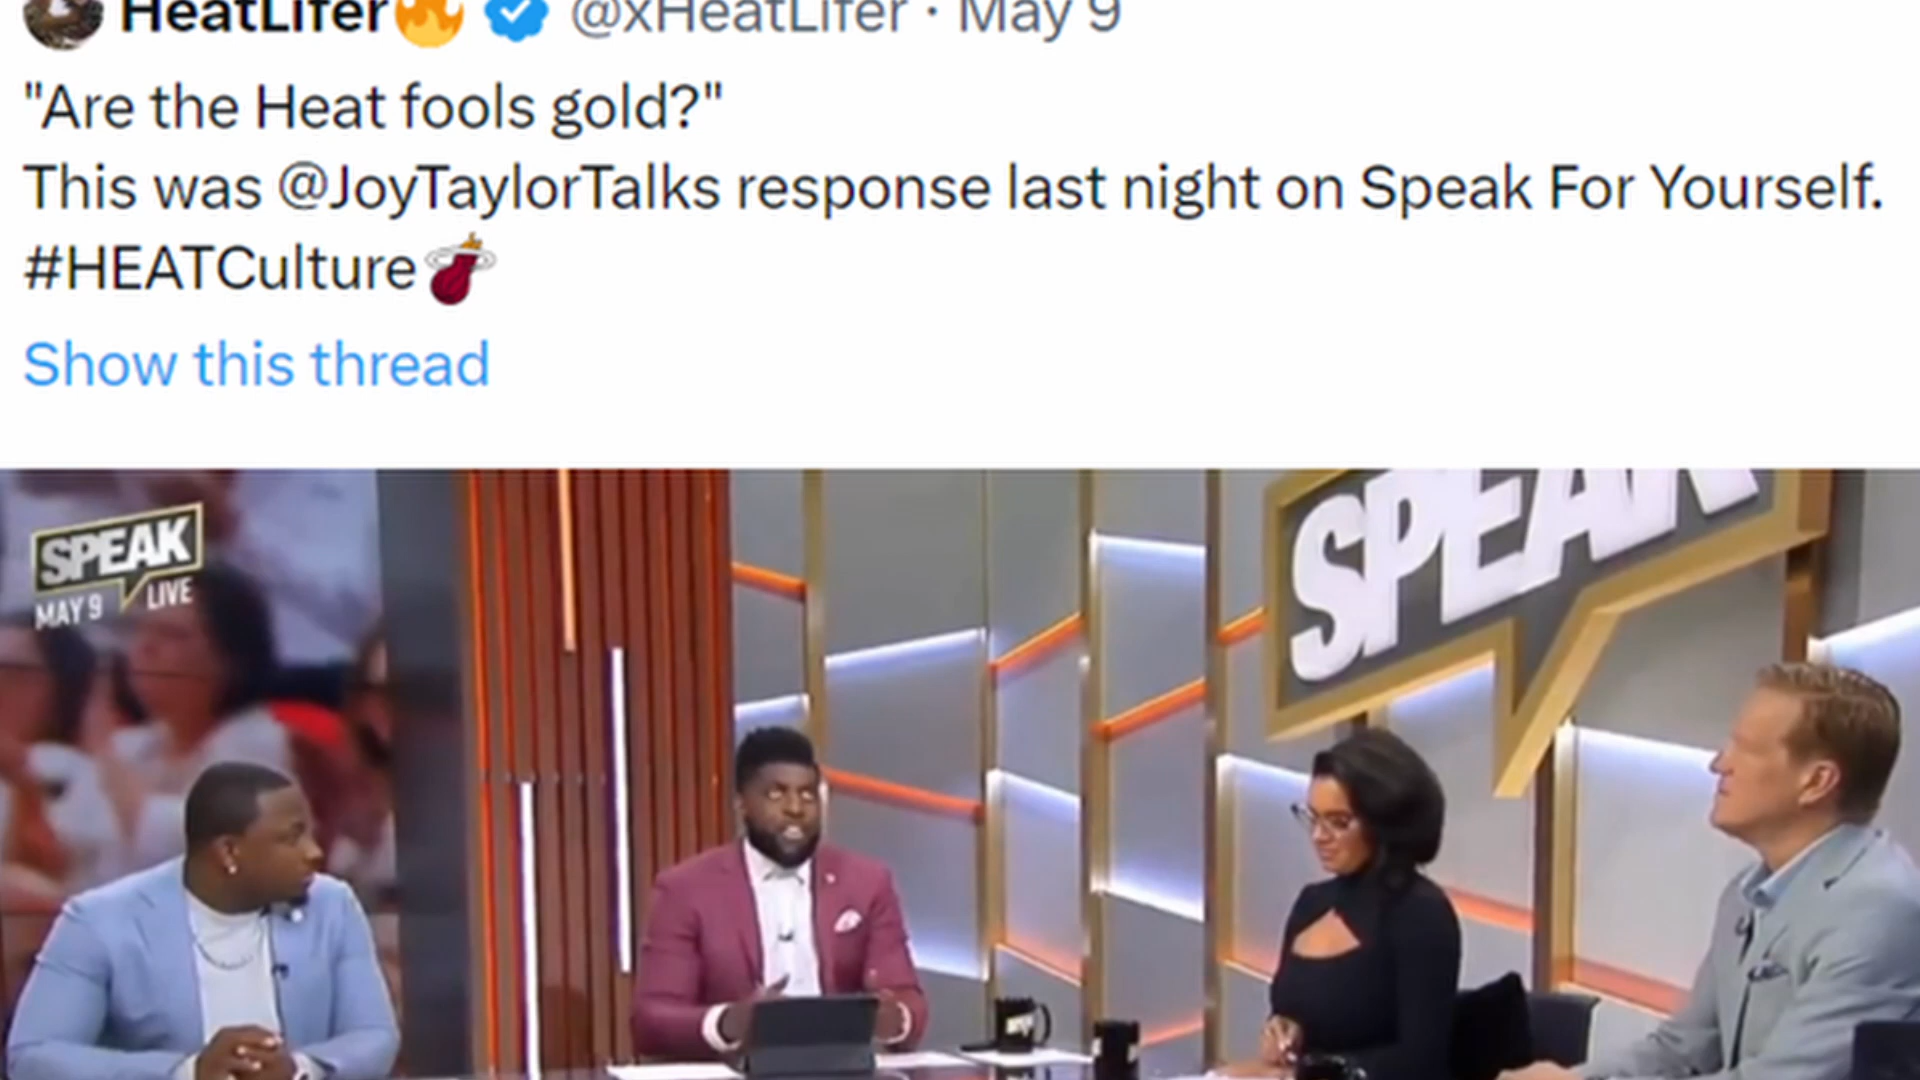 HeatLifer @xHeatLifer · May 9
"Are the Heat fools gold?"
This was @JoyTaylorTalks response last night on Speak For Yourself.
#HEATCulture
Show this thread
SPEAK
MAY 9 LIVE
SPEAK